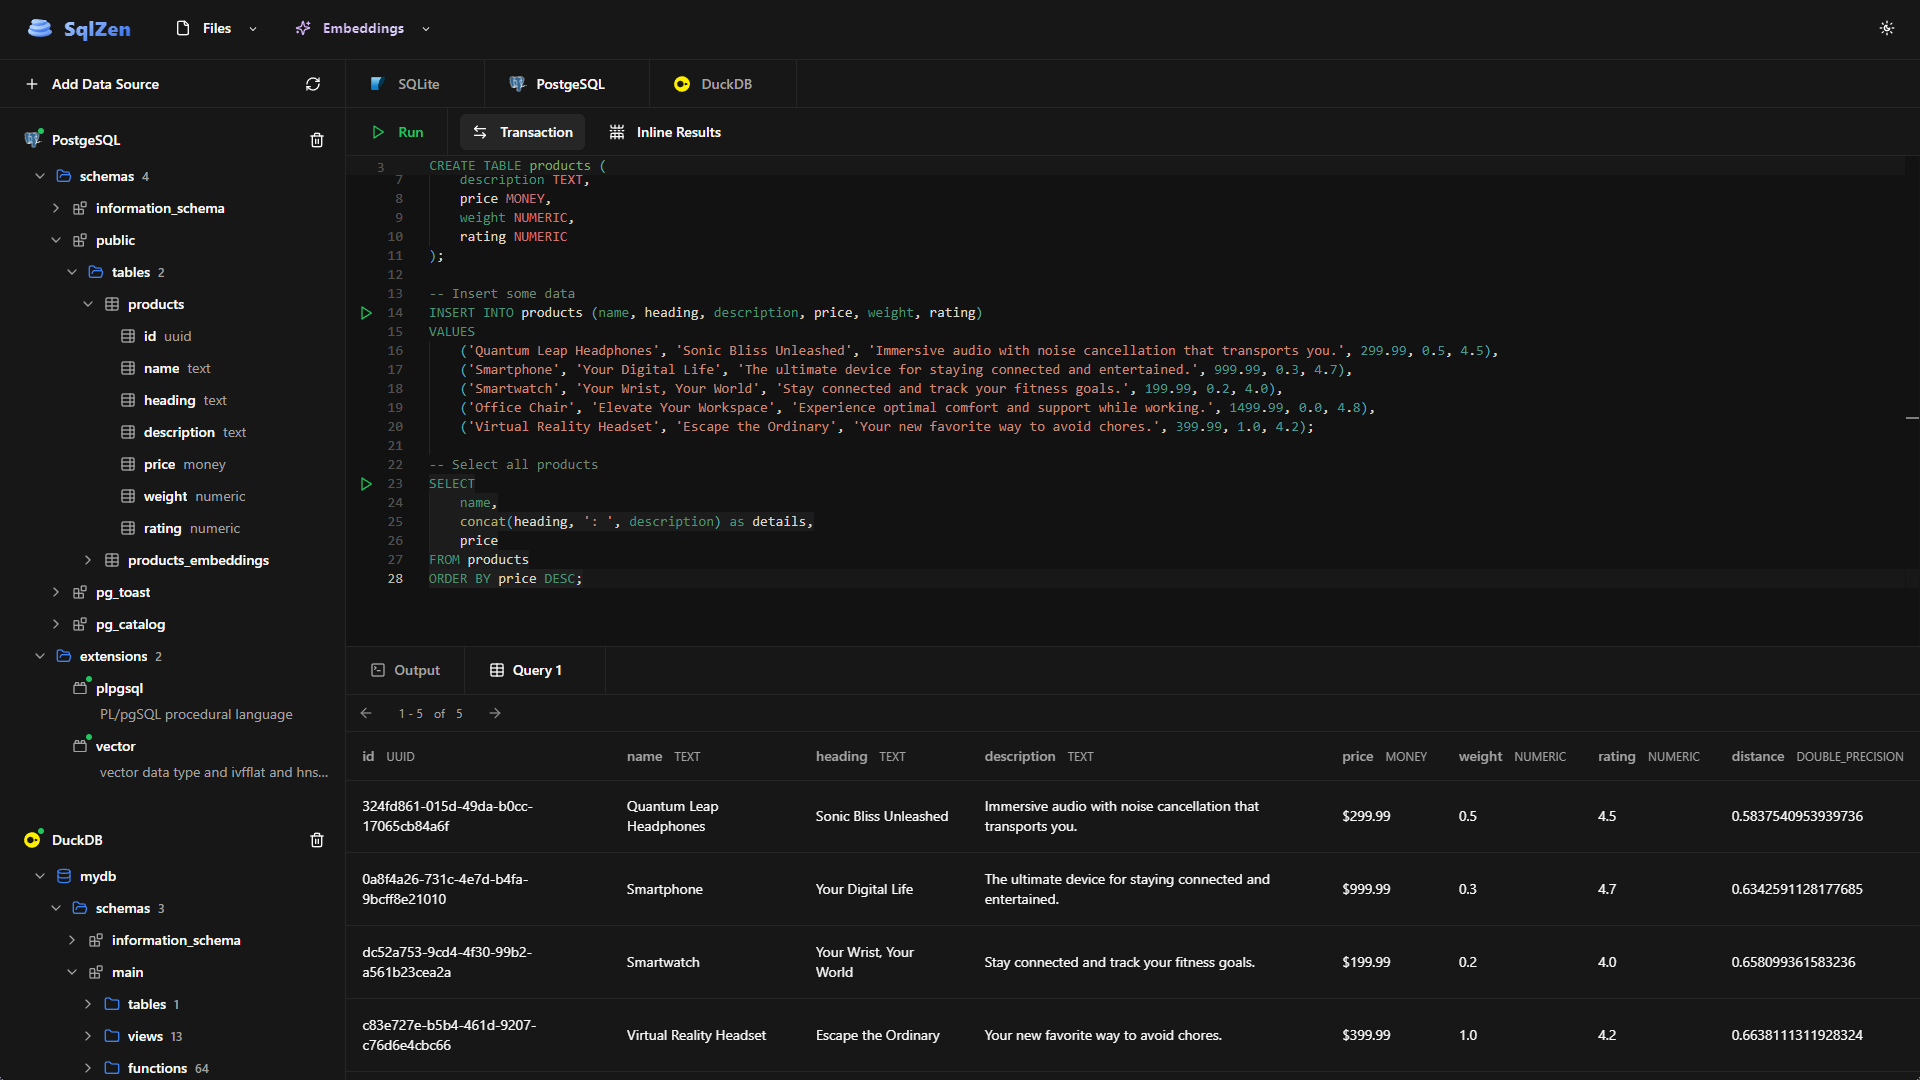 SqlZen
Files
Embeddings
Add Data Source
SQLite
PostgeSQL
DuckDB
Run
Transaction
Inline Results
PostgeSQL
schemas 4
information_schema
public
tables 2
products
id uuid
name text
heading text
description text
price money
weight numeric
rating numeric
products_embeddings
pg_toast
pg_catalog
extensions 2
plpgsql
PL/pgSQL procedural language
vector
vector data type and ivfflat and hns...
DuckDB
mydb
schemas 3
information_schema
main
tables 1
views 13
functions 64
3 CREATE TABLE products (
7 description TEXT,
8 price MONEY,
9 weight NUMERIC,
10 rating NUMERIC
11 );
12
13 -- Insert some data
14 INSERT INTO products (name, heading, description, price, weight, rating)
15 VALUES
16 ('Quantum Leap Headphones', 'Sonic Bliss Unleashed', 'Immersive audio with noise cancellation that transports you.', 299.99, 0.5, 4.5),
17 ('Smartphone', 'Your Digital Life', 'The ultimate device for staying connected and entertained.', 999.99, 0.3, 4.7),
18 ('Smartwatch', 'Your Wrist, Your World', 'Stay connected and track your fitness goals.', 199.99, 0.2, 4.0),
19 ('Office Chair', 'Elevate Your Workspace', 'Experience optimal comfort and support while working.', 1499.99, 0.0, 4.8),
20 ('Virtual Reality Headset', 'Escape the Ordinary', 'Your new favorite way to avoid chores.', 399.99, 1.0, 4.2);
21
22 -- Select all products
23 SELECT
24 name,
25 concat(heading, ': ', description) as details,
26 price
27 FROM products
28 ORDER BY price DESC;
Output
Query 1
1 - 5 of 5
id UUID name TEXT heading TEXT description TEXT price MONEY weight NUMERIC rating NUMERIC distance DOUBLE_PRECISION
324fd861-015d-49da-b0cc-
17065cb84a6f
Quantum Leap
Headphones
Sonic Bliss Unleashed
Immersive audio with noise cancellation that
transports you.
$299.99 0.5 4.5 0.5837540953939736
0a8f4a26-731c-4e7d-b4fa-
9bcff8e21010
Smartphone
Your Digital Life
The ultimate device for staying connected and
entertained.
$999.99 0.3 4.7 0.6342591128177685
dc52a753-9cd4-4f30-99b2-
a561b23cea2a
Smartwatch
Your Wrist, Your
World
Stay connected and track your fitness goals.
$199.99 0.2 4.0 0.658099361583236
c83e727e-b5b4-461d-9207-
c76d6e4cbc66
Virtual Reality Headset
Escape the Ordinary
Your new favorite way to avoid chores.
$399.99 1.0 4.2 0.6638111311928324